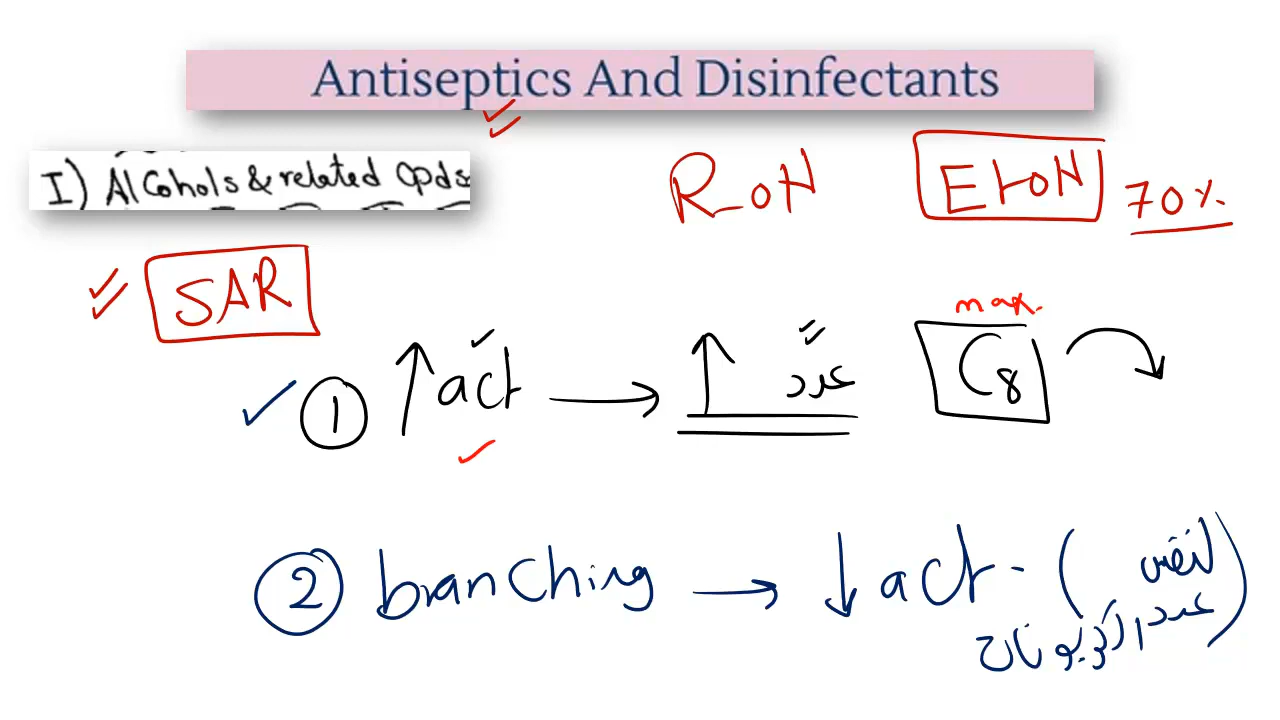 Antiseptics And Disinfectants
I) Alcohols & related cpds
R-OH EtOH 70%
SAR
max.
① ↑ act → ↑ عدد C8
② branching → ↓ act. (لنفس
عدد الكربونات)